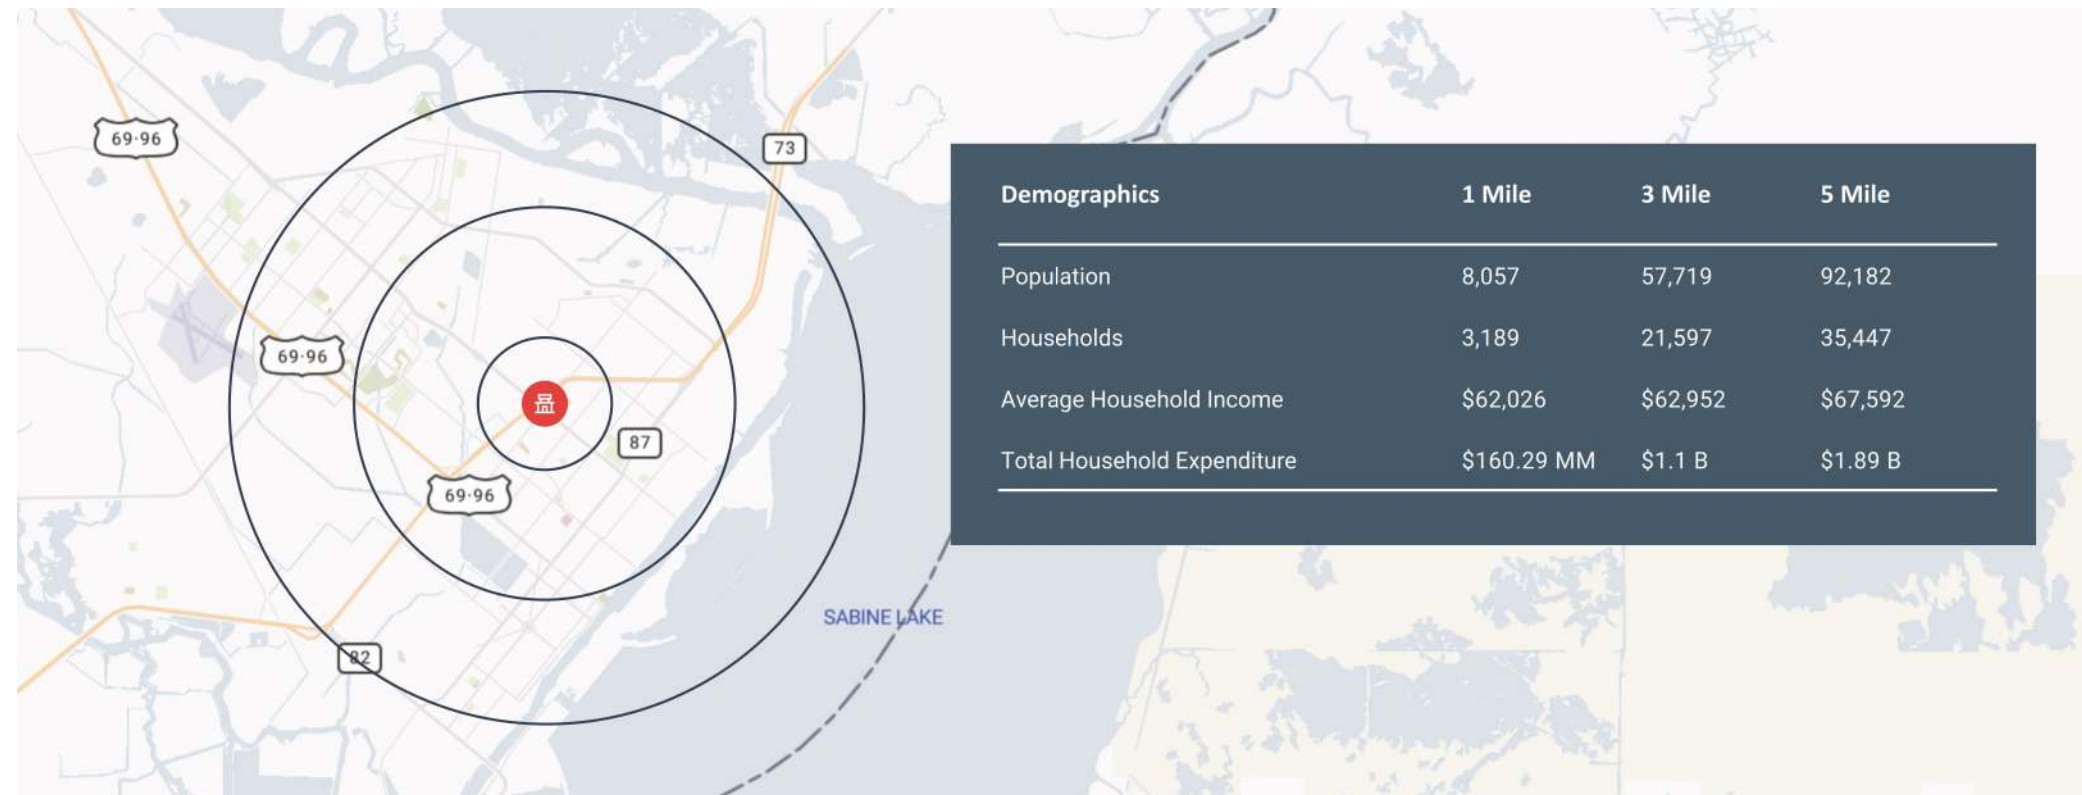 69·96
73
69·96
87
69·96
SABINE LAKE
82
Demographics 1 Mile 3 Mile 5 Mile
Population 8,057 57,719 92,182
Households 3,189 21,597 35,447
Average Household Income $62,026 $62,952 $67,592
Total Household Expenditure $160.29 MM $1.1 B $1.89 B